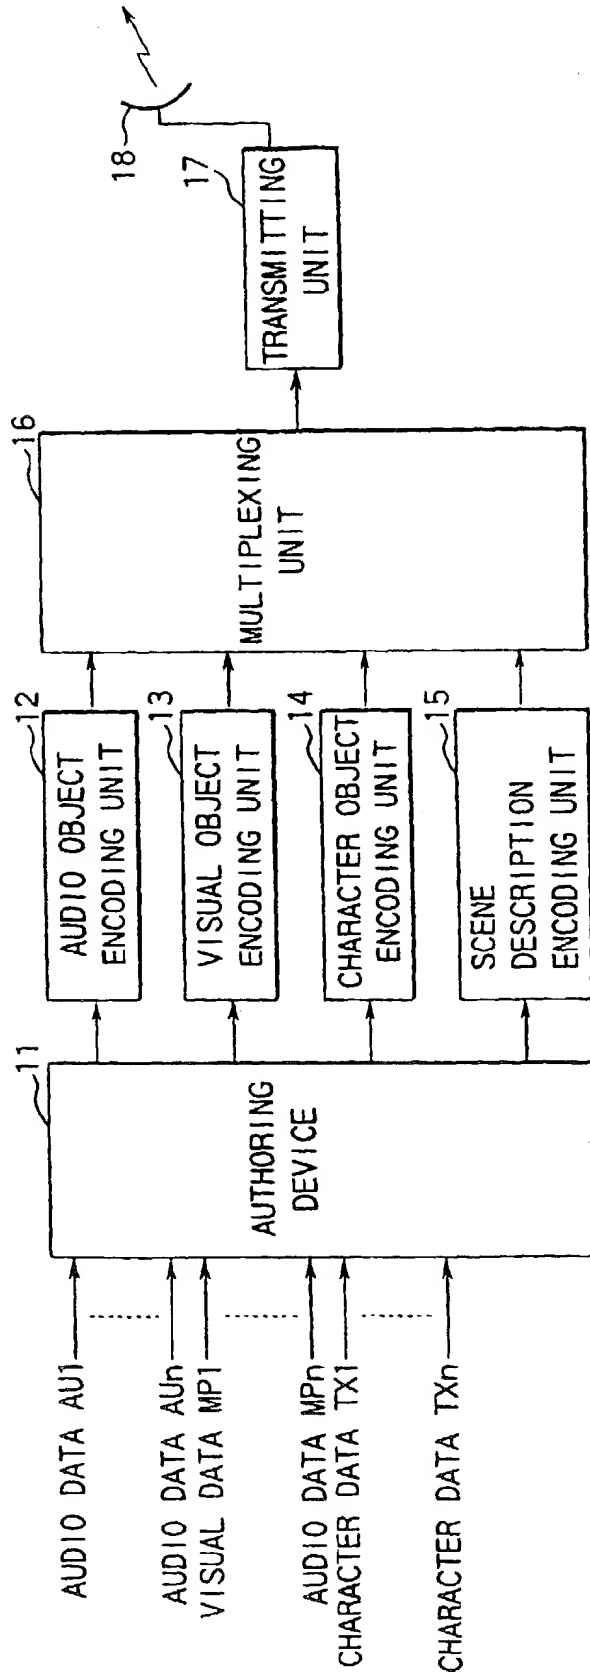 AUDIO DATA AU1
AUDIO DATA AUn
VISUAL DATA MP1
AUDIO DATA MPn
CHARACTER DATA TX1
CHARACTER DATA TXn
11
AUTHORING
DEVICE
12
AUDIO OBJECT
ENCODING UNIT
13
VISUAL OBJECT
ENCODING UNIT
14
CHARACTER OBJECT
ENCODING UNIT
15
SCENE
DESCRIPTION
ENCODING UNIT
16
MULTIPLEXING
UNIT
17
TRANSMITTING
UNIT
18